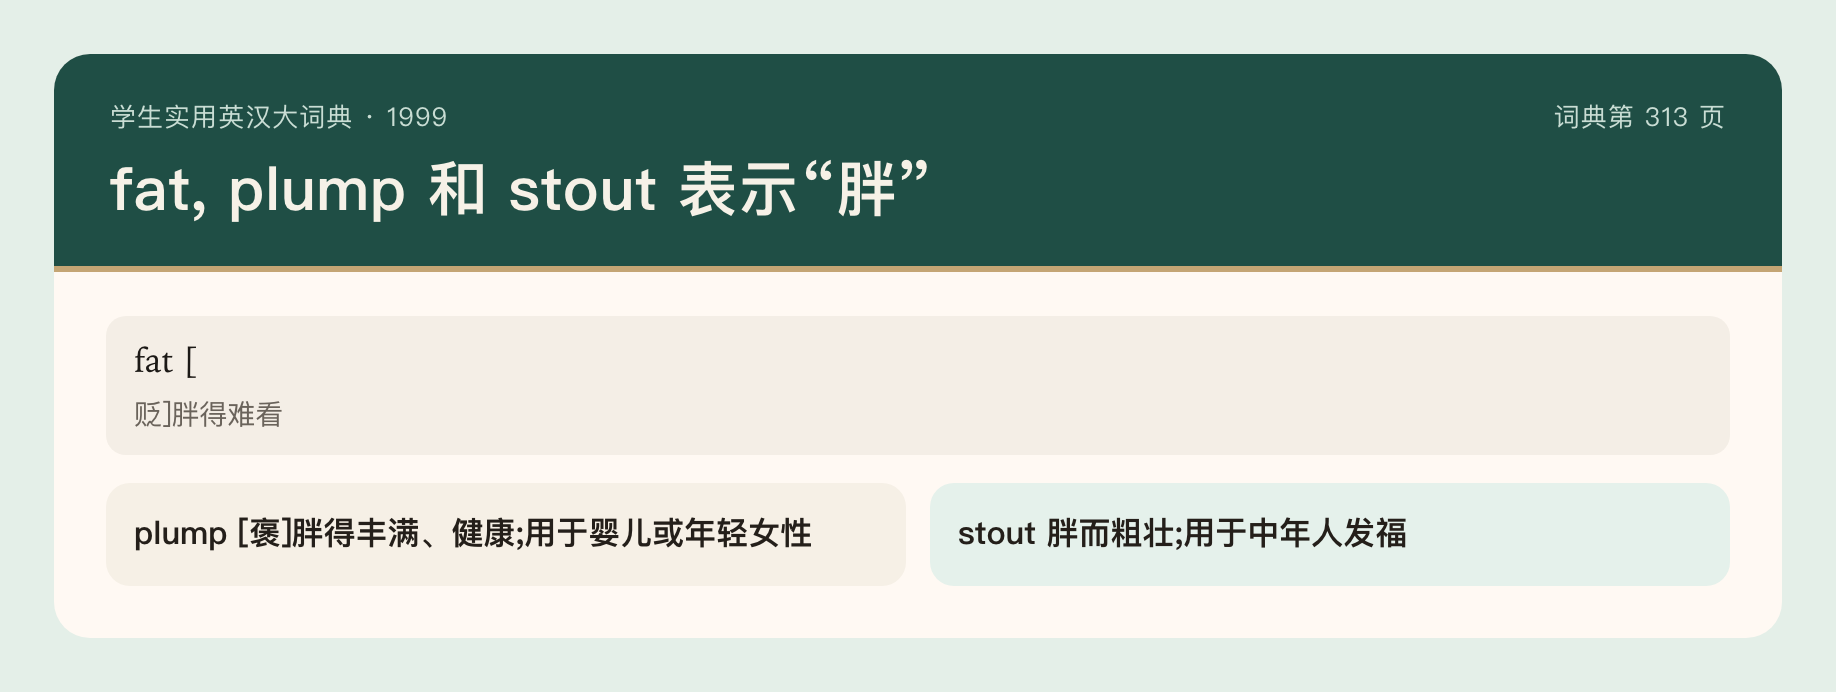 学生实用英汉大词典 · 1999
词典第 313 页
fat, plump 和 stout 表示“胖”
fat [
贬]胖得难看
plump [褒]胖得丰满、健康;用于婴儿或年轻女性
stout 胖而粗壮;用于中年人发福